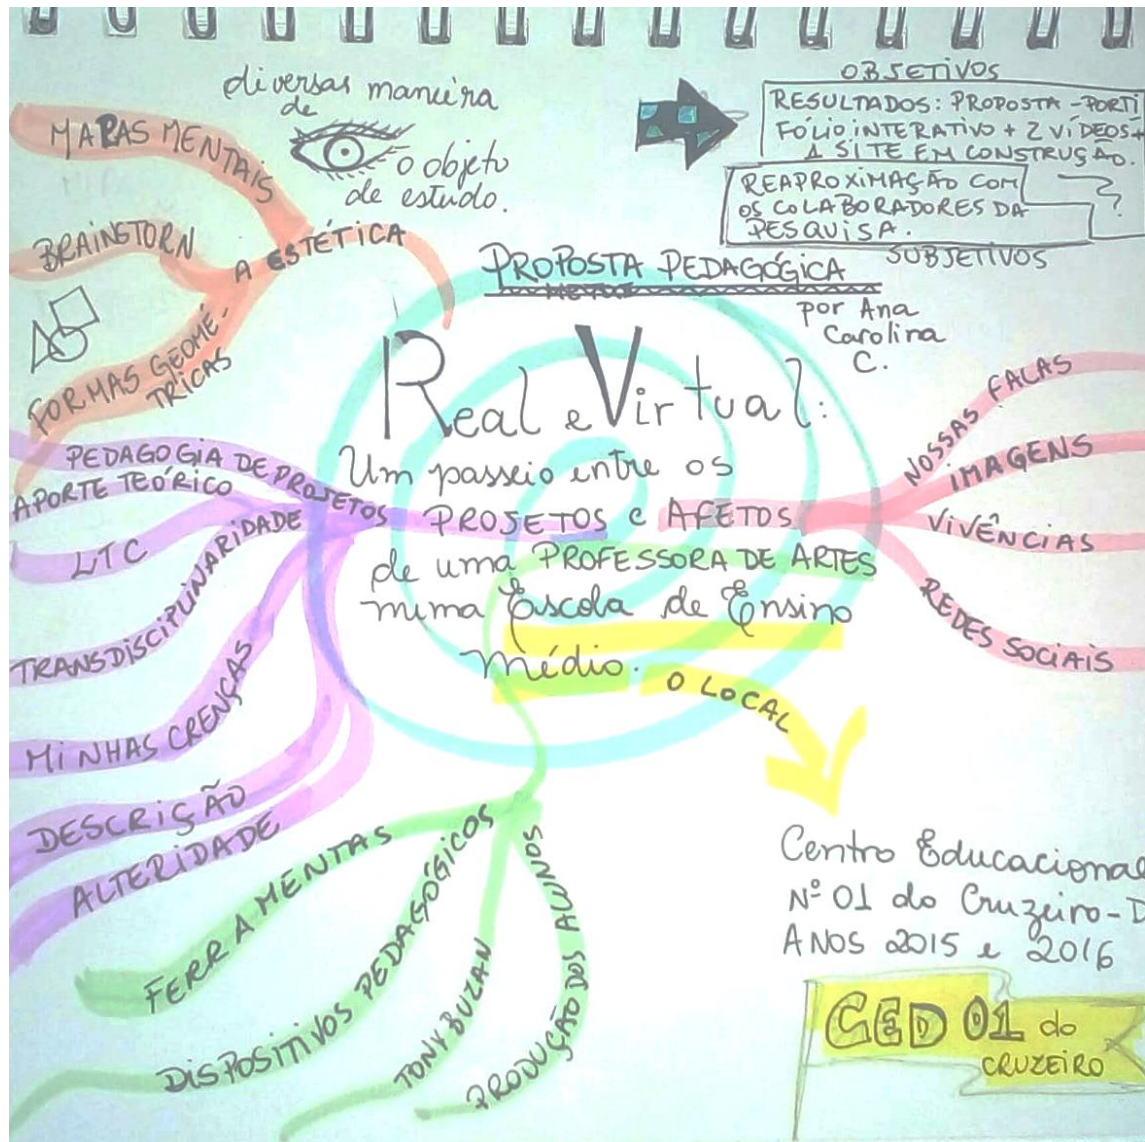 diversas maneira
de
o objeto
de estudo.
OBJETIVOS
RESULTADOS: PROPOSTA - PORTI
FÓLIO INTERATIVO + 2 VÍDEOS +
1 SITE EM CONSTRUÇÃO.
REAPROXIMAÇÃO COM
OS COLABORADORES DA
PESQUISA.
?
SUBJETIVOS
MAPAS MENTAIS
BRAINSTORN
A ESTÉTICA
FORMAS GEOMÉ-
TRICAS
PROPOSTA PEDAGÓGICA
por Ana
Carolina
C.
Real e Virtual:
Um passeio entre os
PROJETOS e AFETOS
de uma PROFESSORA DE ARTES
numa Escola de Ensino
Médio.
O LOCAL
NOSSAS FALAS
IMAGENS
VIVÊNCIAS
REDES SOCIAIS
PEDAGOGIA DE PROJETOS
APORTE TEÓRICO
LTC
TRANSDISCIPLINARIDADE
MINHAS CRENÇAS
DESCRIÇÃO
ALTERIDADE
FERRAMENTAS
DISPOSITIVOS PEDAGÓGICOS
TONY BUZAN
PRODUÇÃO DOS ALUNOS
Centro Educacional
Nº 01 do Cruzeiro - D
ANOS 2015 e 2016
CED 01 do
CRUZEIRO